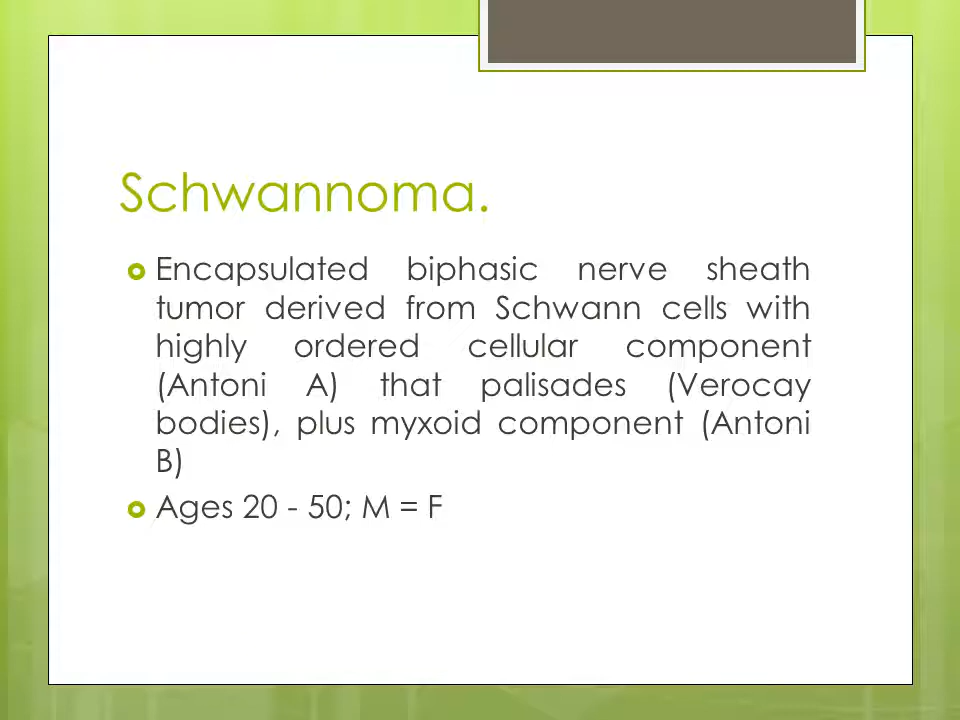 Schwannoma.
Encapsulated biphasic nerve sheath
tumor derived from Schwann cells with
highly ordered cellular component
(Antoni A) that palisades (Verocay
bodies), plus myxoid component (Antoni
B)
Ages 20 - 50; M = F